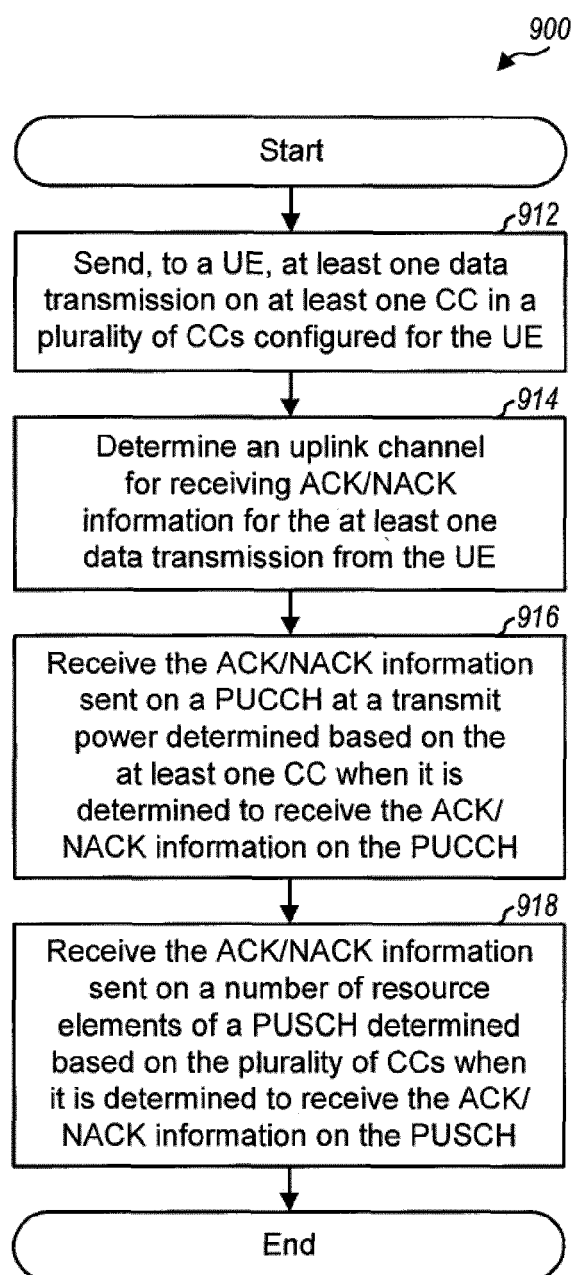 900
Start
912
Send, to a UE, at least one data
transmission on at least one CC in a
plurality of CCs configured for the UE
914
Determine an uplink channel
for receiving ACK/NACK
information for the at least one
data transmission from the UE
916
Receive the ACK/NACK information
sent on a PUCCH at a transmit
power determined based on the
at least one CC when it is
determined to receive the ACK/
NACK information on the PUCCH
918
Receive the ACK/NACK information
sent on a number of resource
elements of a PUSCH determined
based on the plurality of CCs when
it is determined to receive the ACK/
NACK information on the PUSCH
End